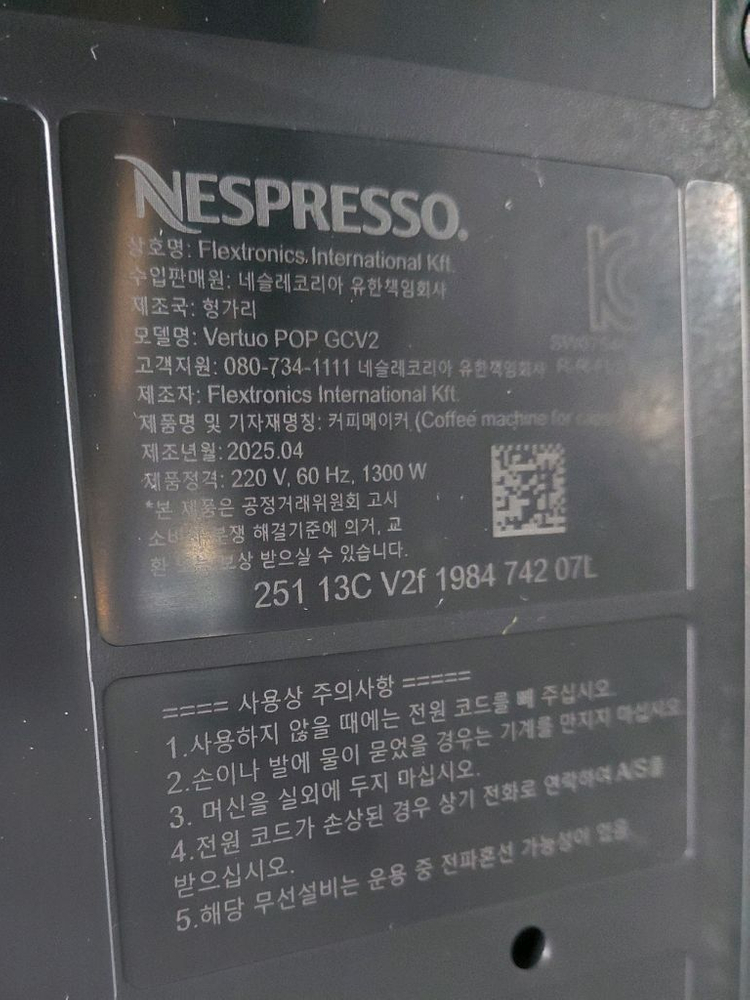 NESPRESSO.
상호명: Flextronics International Kft.
수입판매원: 네슬레코리아 유한책임회사
제조국: 헝가리
모델명: Vertuo POP GCV2
고객지원: 080-734-1111 네슬레코리아 유한책임회사
제조자: Flextronics International Kft.
제품명 및 기자재명칭: 커피메이커 (Coffee machine for
제조년월: 2025.04
제품정격: 220 V, 60 Hz, 1300 W
*본 제품은 공정거래위원회 고시
소비자분쟁 해결기준에 의거, 교
환 또는 보상 받으실 수 있습니다.
251 13C V2f 1984 742 07L
==== 사용상 주의사항 =====
1.사용하지 않을 때에는 전원 코드를 빼 주십시오.
2.손이나 발에 물이 묻었을 경우는 기계를 만지지 마십시오
3. 머신을 실외에 두지 마십시오.
4.전원 코드가 손상된 경우 상기 전화로 연락하여 A/S를
받으십시오.
5.해당 무선설비는 운용 중 전파혼선 가능성이 있음